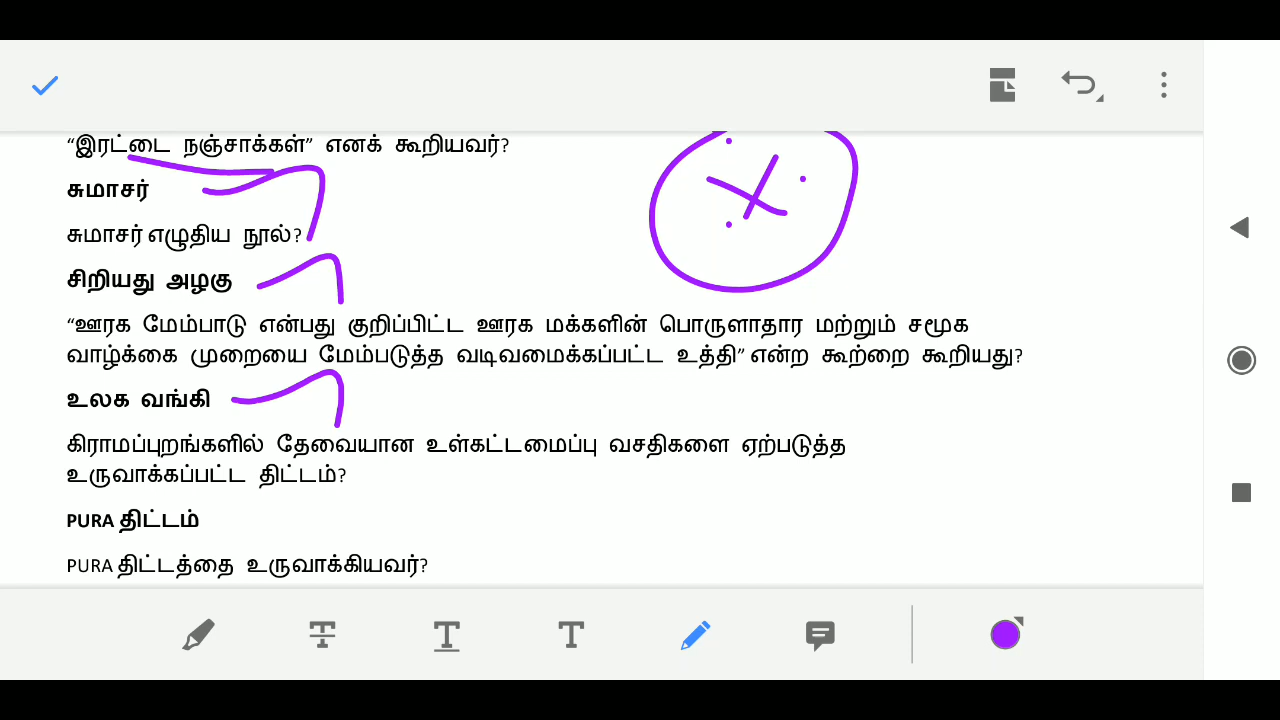 “இரட்டை நஞ்சாக்கள்” எனக் கூறியவர்?
சுமாசர்
சுமாசர் எழுதிய நூல்?
சிறியது அழகு
“ஊரக மேம்பாடு என்பது குறிப்பிட்ட ஊரக மக்களின் பொருளாதார மற்றும் சமூக
வாழ்க்கை முறையை மேம்படுத்த வடிவமைக்கப்பட்ட உத்தி” என்ற கூற்றை கூறியது?
உலக வங்கி
கிராமப்புறங்களில் தேவையான உள்கட்டமைப்பு வசதிகளை ஏற்படுத்த
உருவாக்கப்பட்ட திட்டம்?
PURA திட்டம்
PURA திட்டத்தை உருவாக்கியவர்?